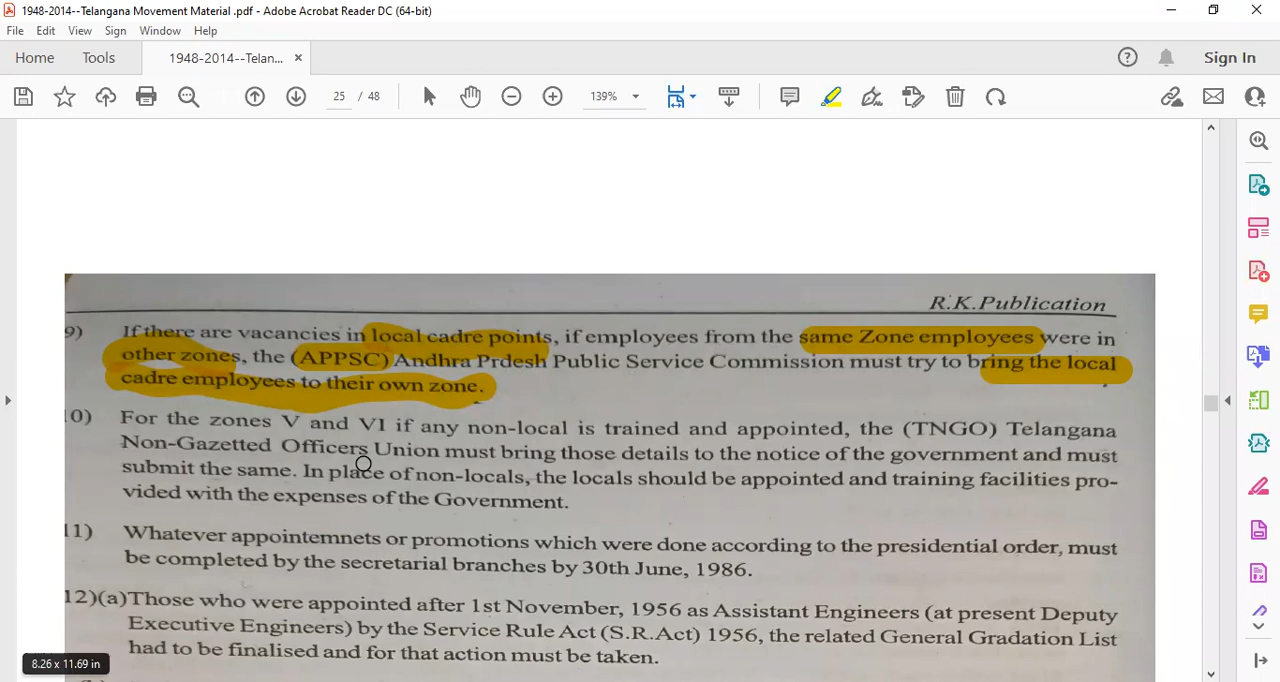 1948-2014--Telangana Movement Material .pdf - Adobe Acrobat Reader DC (64-bit)
File Edit View Sign Window Help
Home Tools 1948-2014--Telan... ×
Sign In
25 / 48 139%
R.K.Publication
9) If there are vacancies in local cadre points, if employees from the same Zone employees were in
other zones, the (APPSC) Andhra Prdesh Public Service Commission must try to bring the local
cadre employees to their own zone.
10) For the zones V and VI if any non-local is trained and appointed, the (TNGO) Telangana
Non-Gazetted Officers Union must bring those details to the notice of the government and must
submit the same. In place of non-locals, the locals should be appointed and training facilities pro-
vided with the expenses of the Government.
11) Whatever appointemnets or promotions which were done according to the presidential order, must
be completed by the secretarial branches by 30th June, 1986.
12)(a)Those who were appointed after 1st November, 1956 as Assistant Engineers (at present Deputy
Executive Engineers) by the Service Rule Act (S.R.Act) 1956, the related General Gradation List
had to be finalised and for that action must be taken.
8.26 x 11.69 in